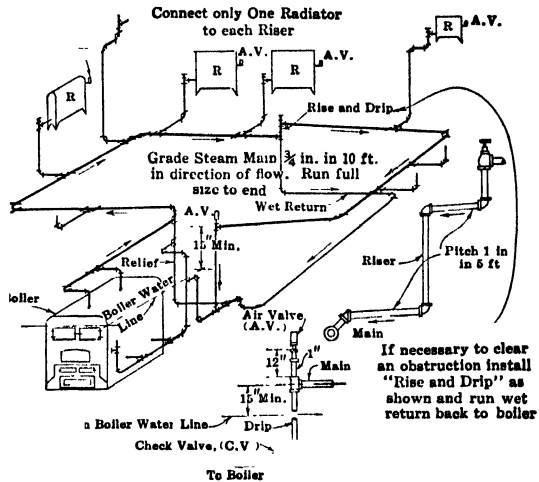 Connect only One Radiator
to each Riser
A.V.
A.V.
A.V.
R
R
R
R
Rise and Drip
Grade Steam Main 3/4 in. in 10 ft.
in direction of flow. Run full
size to end
Wet Return
A.V.
15" Min.
Relief
Riser
Pitch 1 in
in 5 ft
Boiler Water
Line
oiler
Main
Air Valve
(A.V.)
12"
1"
Main
15" Min.
If necessary to clear
an obstruction install
"Rise and Drip" as
shown and run wet
return back to boiler
n Boiler Water Line
Drip
Check Valve, (C.V
To Boiler